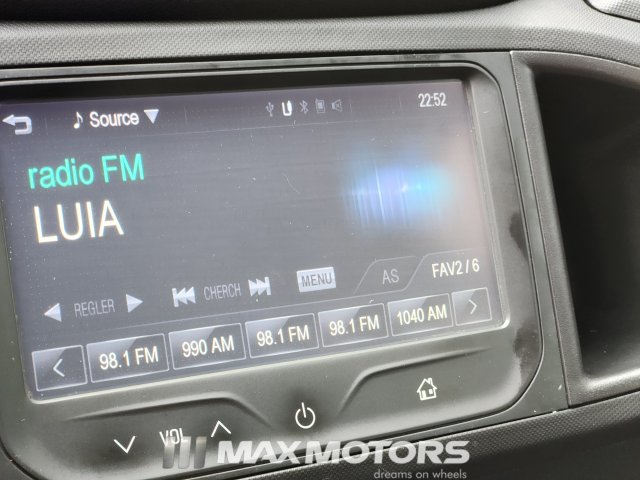 ♪ Source ▼ 22:52
radio FM
LUIA
REGLER CHERCH MENU AS FAV2 / 6
98.1 FM 990 AM 98.1 FM 98.1 FM 1040 AM
VOL
MAX MOTORS
dreams on wheels